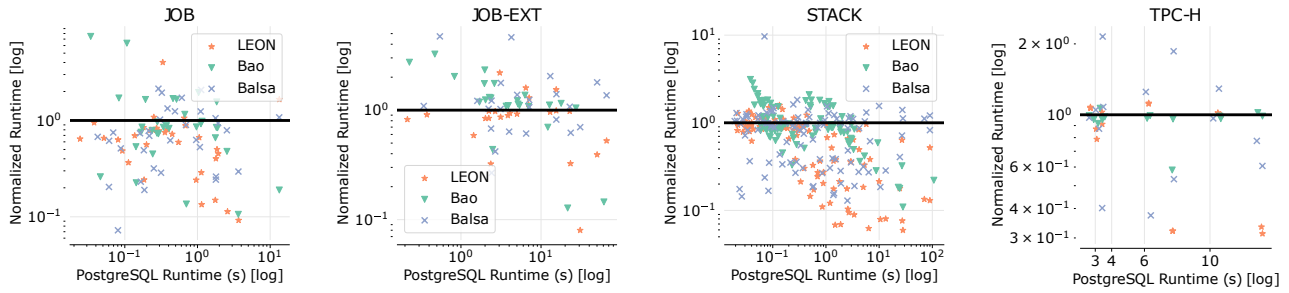 JOB
Normalized Runtime [log]
10⁰
10⁻¹
LEON
Bao
Balsa
10⁻¹ 10⁰ 10¹
PostgreSQL Runtime (s) [log]
JOB-EXT
Normalized Runtime [log]
10⁰
10⁻¹
LEON
Bao
Balsa
10⁰ 10¹
PostgreSQL Runtime (s) [log]
STACK
Normalized Runtime [log]
10¹
10⁰
10⁻¹
LEON
Bao
Balsa
10⁻¹ 10⁰ 10¹ 10²
PostgreSQL Runtime (s) [log]
TPC-H
Normalized Runtime [log]
2 × 10⁰
10⁰
6 × 10⁻¹
4 × 10⁻¹
3 × 10⁻¹
3 4 6 10
PostgreSQL Runtime (s) [log]